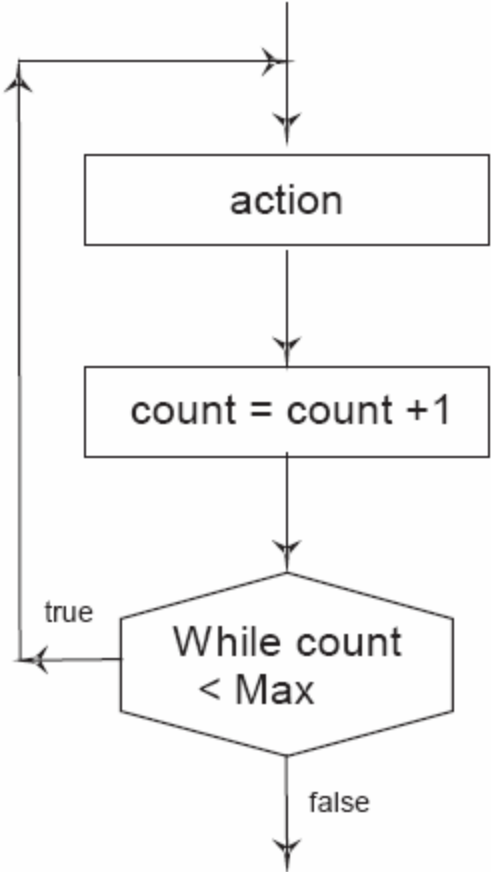 action
count = count +1
true
While count
< Max
false